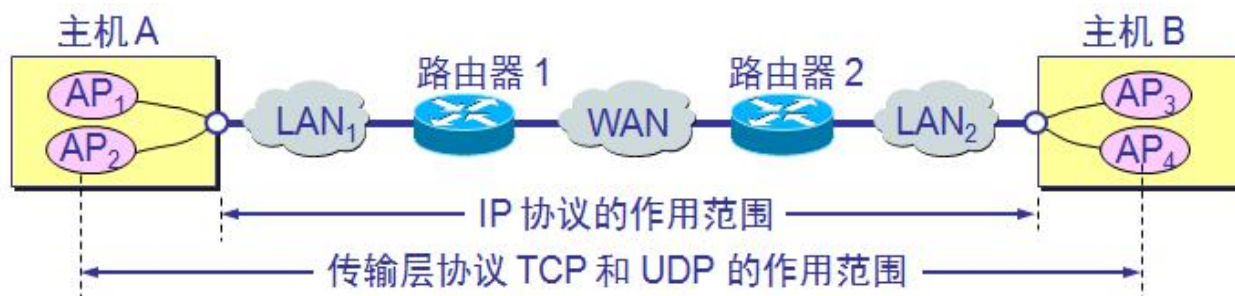 主机 A
主机 B
路由器 1
路由器 2
AP1
AP2
LAN1
WAN
LAN2
AP3
AP4
IP 协议的作用范围
传输层协议 TCP 和 UDP 的作用范围